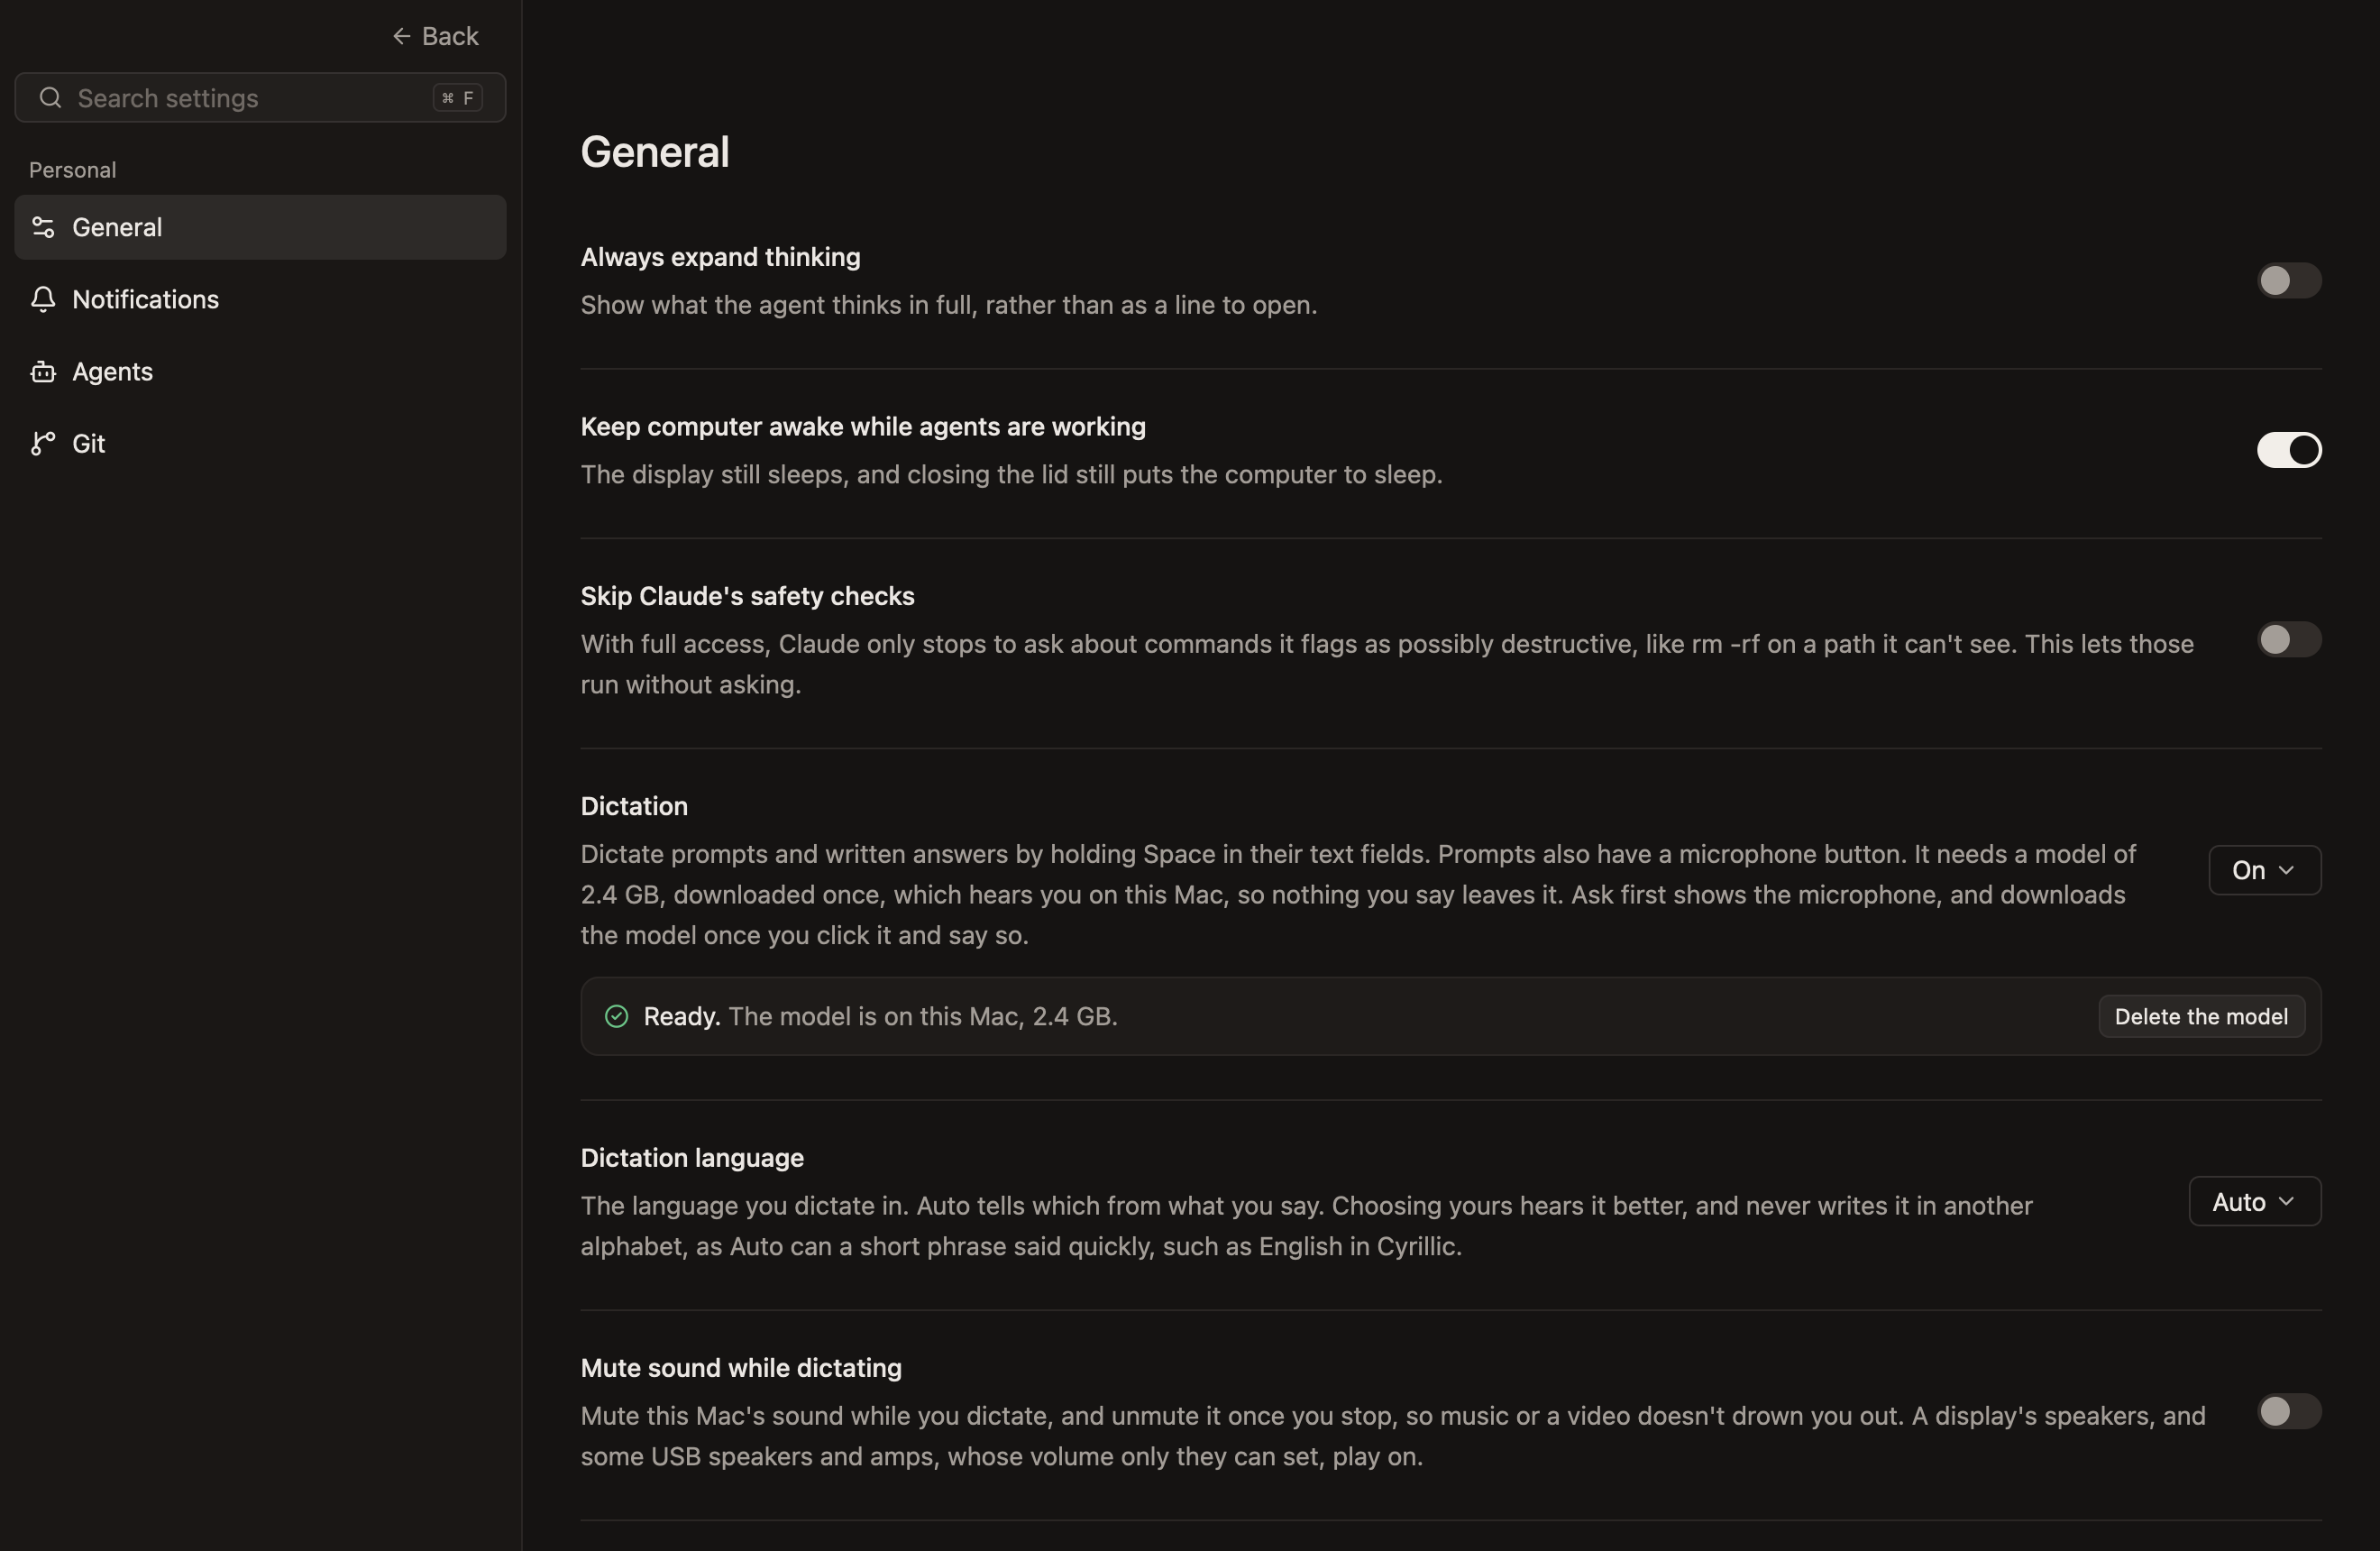 ← Back
Search settings
⌘ F
Personal
General
Notifications
Agents
Git
General
Always expand thinking
Show what the agent thinks in full, rather than as a line to open.
Keep computer awake while agents are working
The display still sleeps, and closing the lid still puts the computer to sleep.
Skip Claude's safety checks
With full access, Claude only stops to ask about commands it flags as possibly destructive, like rm -rf on a path it can't see. This lets those
run without asking.
Dictation
Dictate prompts and written answers by holding Space in their text fields. Prompts also have a microphone button. It needs a model of
2.4 GB, downloaded once, which hears you on this Mac, so nothing you say leaves it. Ask first shows the microphone, and downloads
the model once you click it and say so.
On
Ready. The model is on this Mac, 2.4 GB.
Delete the model
Dictation language
The language you dictate in. Auto tells which from what you say. Choosing yours hears it better, and never writes it in another
alphabet, as Auto can a short phrase said quickly, such as English in Cyrillic.
Auto
Mute sound while dictating
Mute this Mac's sound while you dictate, and unmute it once you stop, so music or a video doesn't drown you out. A display's speakers, and
some USB speakers and amps, whose volume only they can set, play on.